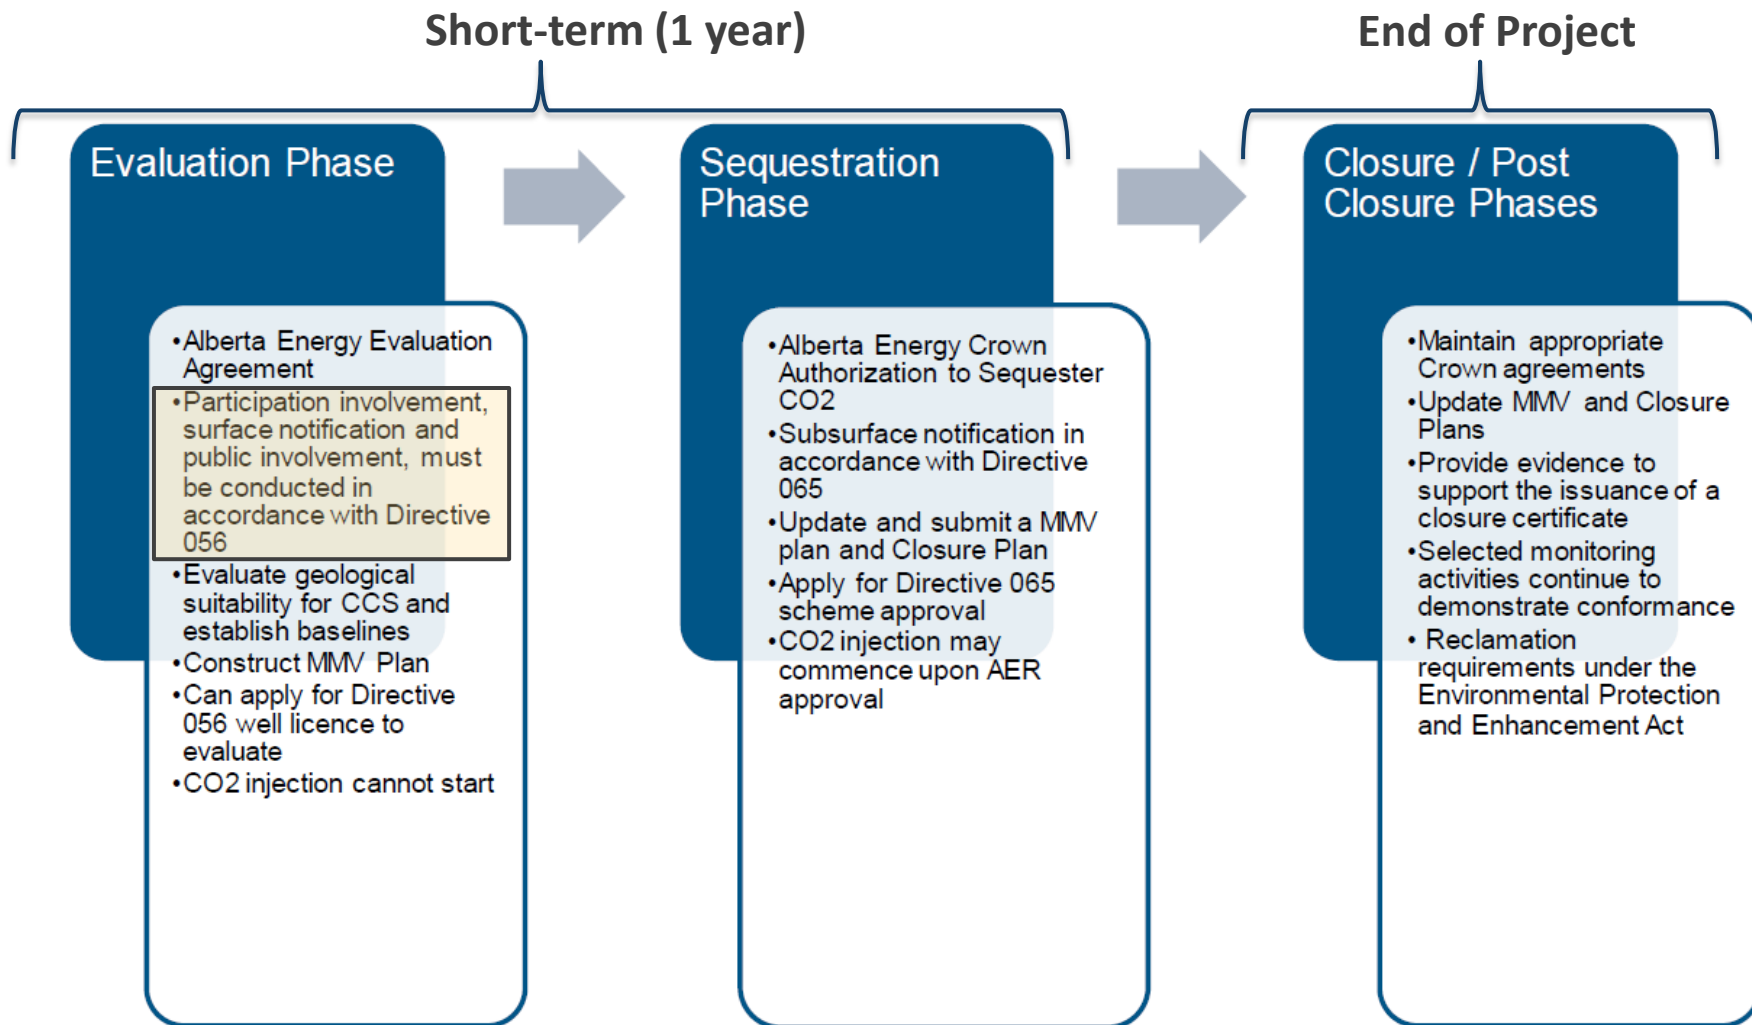 Short-term (1 year)
End of Project
Evaluation Phase
•Alberta Energy Evaluation
Agreement
•Participation involvement,
surface notification and
public involvement, must
be conducted in
accordance with Directive
056
•Evaluate geological
suitability for CCS and
establish baselines
•Construct MMV Plan
•Can apply for Directive
056 well licence to
evaluate
•CO2 injection cannot start
Sequestration
Phase
•Alberta Energy Crown
Authorization to Sequester
CO2
•Subsurface notification in
accordance with Directive
065
•Update and submit a MMV
plan and Closure Plan
•Apply for Directive 065
scheme approval
•CO2 injection may
commence upon AER
approval
Closure / Post
Closure Phases
•Maintain appropriate
Crown agreements
•Update MMV and Closure
Plans
•Provide evidence to
support the issuance of a
closure certificate
•Selected monitoring
activities continue to
demonstrate conformance
• Reclamation
requirements under the
Environmental Protection
and Enhancement Act